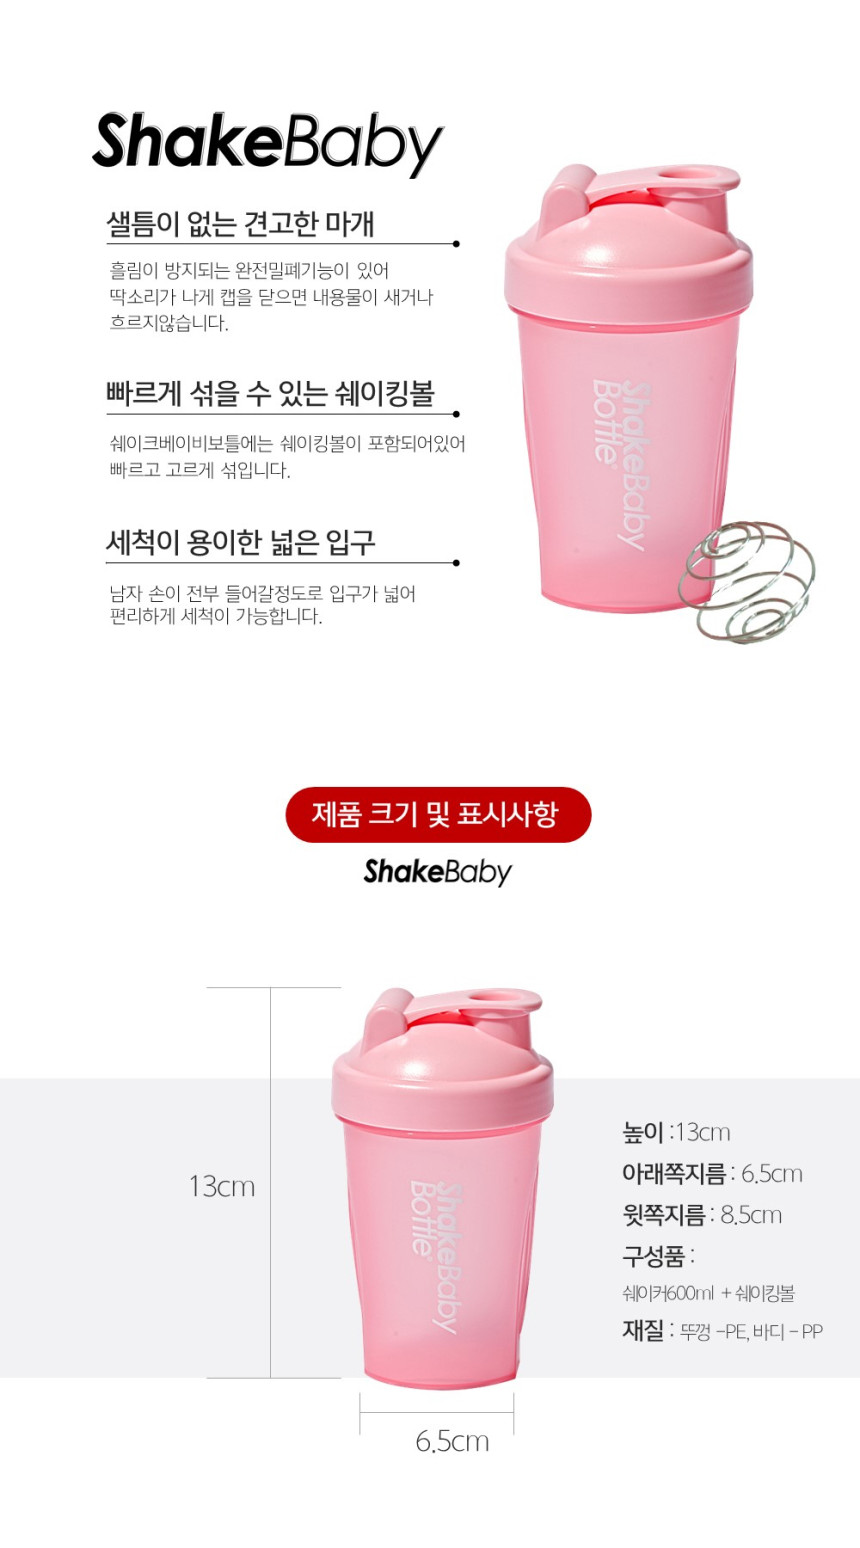 ShakeBaby
샐틈이 없는 견고한 마개
흘림이 방지되는 완전밀폐기능이 있어
딱소리가 나게 캡을 닫으면 내용물이 새거나
흐르지않습니다.
빠르게 섞을 수 있는 쉐이킹볼
쉐이크베이비보틀에는 쉐이킹볼이 포함되어있어
빠르고 고르게 섞입니다.
세척이 용이한 넓은 입구
남자 손이 전부 들어갈정도로 입구가 넓어
편리하게 세척이 가능합니다.
ShakeBaby
Bottle
제품 크기 및 표시사항
ShakeBaby
13cm
ShakeBaby
Bottle
높이 :13cm
아래쪽지름 : 6.5cm
윗쪽지름 : 8.5cm
구성품 :
쉐이커600ml + 쉐이킹볼
재질 : 뚜껑 -PE, 바디 - PP
6.5cm